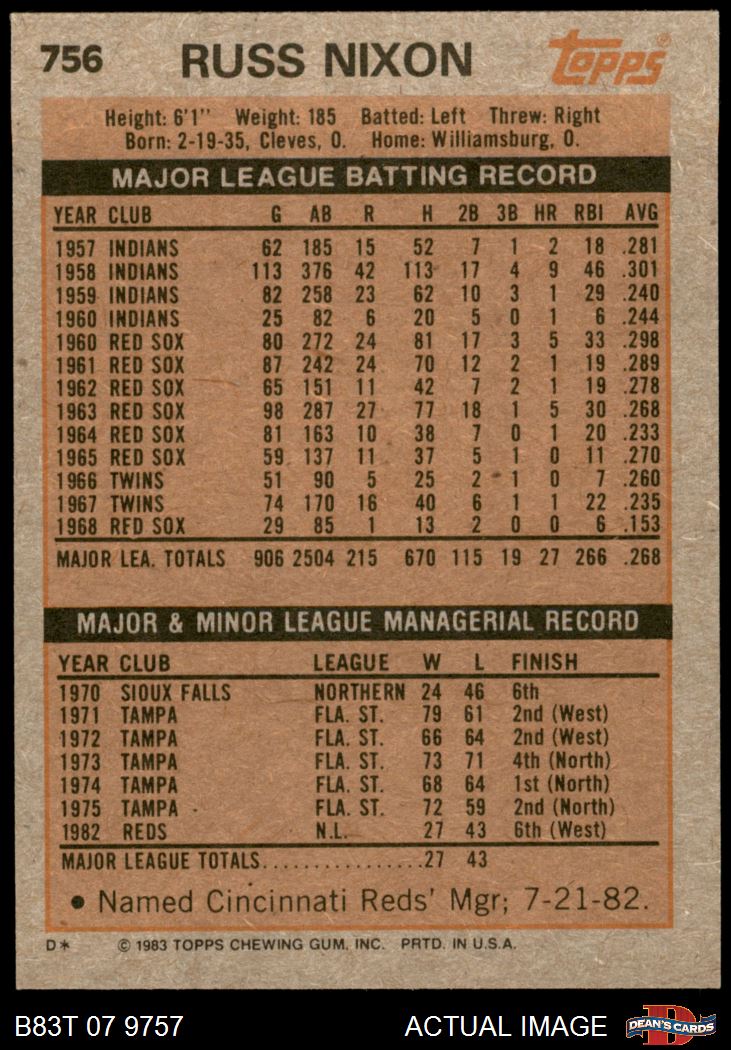 756 RUSS NIXON topps®
Height: 6'1" Weight: 185 Batted: Left Threw: Right
Born: 2-19-35, Cleves, O. Home: Williamsburg, O.
MAJOR LEAGUE BATTING RECORD
YEAR CLUB G AB R H 2B 3B HR RBI AVG
1957 INDIANS 62 185 15 52 7 1 2 18 .281
1958 INDIANS 113 376 42 113 17 4 9 46 .301
1959 INDIANS 82 258 23 62 10 3 1 29 .240
1960 INDIANS 25 82 6 20 5 0 1 6 .244
1960 RED SOX 80 272 24 81 17 3 5 33 .298
1961 RED SOX 87 242 24 70 12 2 1 19 .289
1962 RED SOX 65 151 11 42 7 2 1 19 .278
1963 RED SOX 98 287 27 77 18 1 5 30 .268
1964 RED SOX 81 163 10 38 7 0 1 20 .233
1965 RED SOX 59 137 11 37 5 1 0 11 .270
1966 TWINS 51 90 5 25 2 1 0 7 .260
1967 TWINS 74 170 16 40 6 1 1 22 .235
1968 RED SOX 29 85 1 13 2 0 0 6 .153
MAJOR LEA. TOTALS 906 2504 215 670 115 19 27 266 .268
MAJOR & MINOR LEAGUE MANAGERIAL RECORD
YEAR CLUB LEAGUE W L FINISH
1970 SIOUX FALLS NORTHERN 24 46 6th
1971 TAMPA FLA. ST. 79 61 2nd (West)
1972 TAMPA FLA. ST. 66 64 2nd (West)
1973 TAMPA FLA. ST. 73 71 4th (North)
1974 TAMPA FLA. ST. 68 64 1st (North)
1975 TAMPA FLA. ST. 72 59 2nd (North)
1982 REDS N.L. 27 43 6th (West)
MAJOR LEAGUE TOTALS................27 43
• Named Cincinnati Reds' Mgr; 7-21-82.
D* © 1983 TOPPS CHEWING GUM, INC. PRTD. IN U.S.A.
B83T 07 9757 ACTUAL IMAGE D DEAN'S CARDS